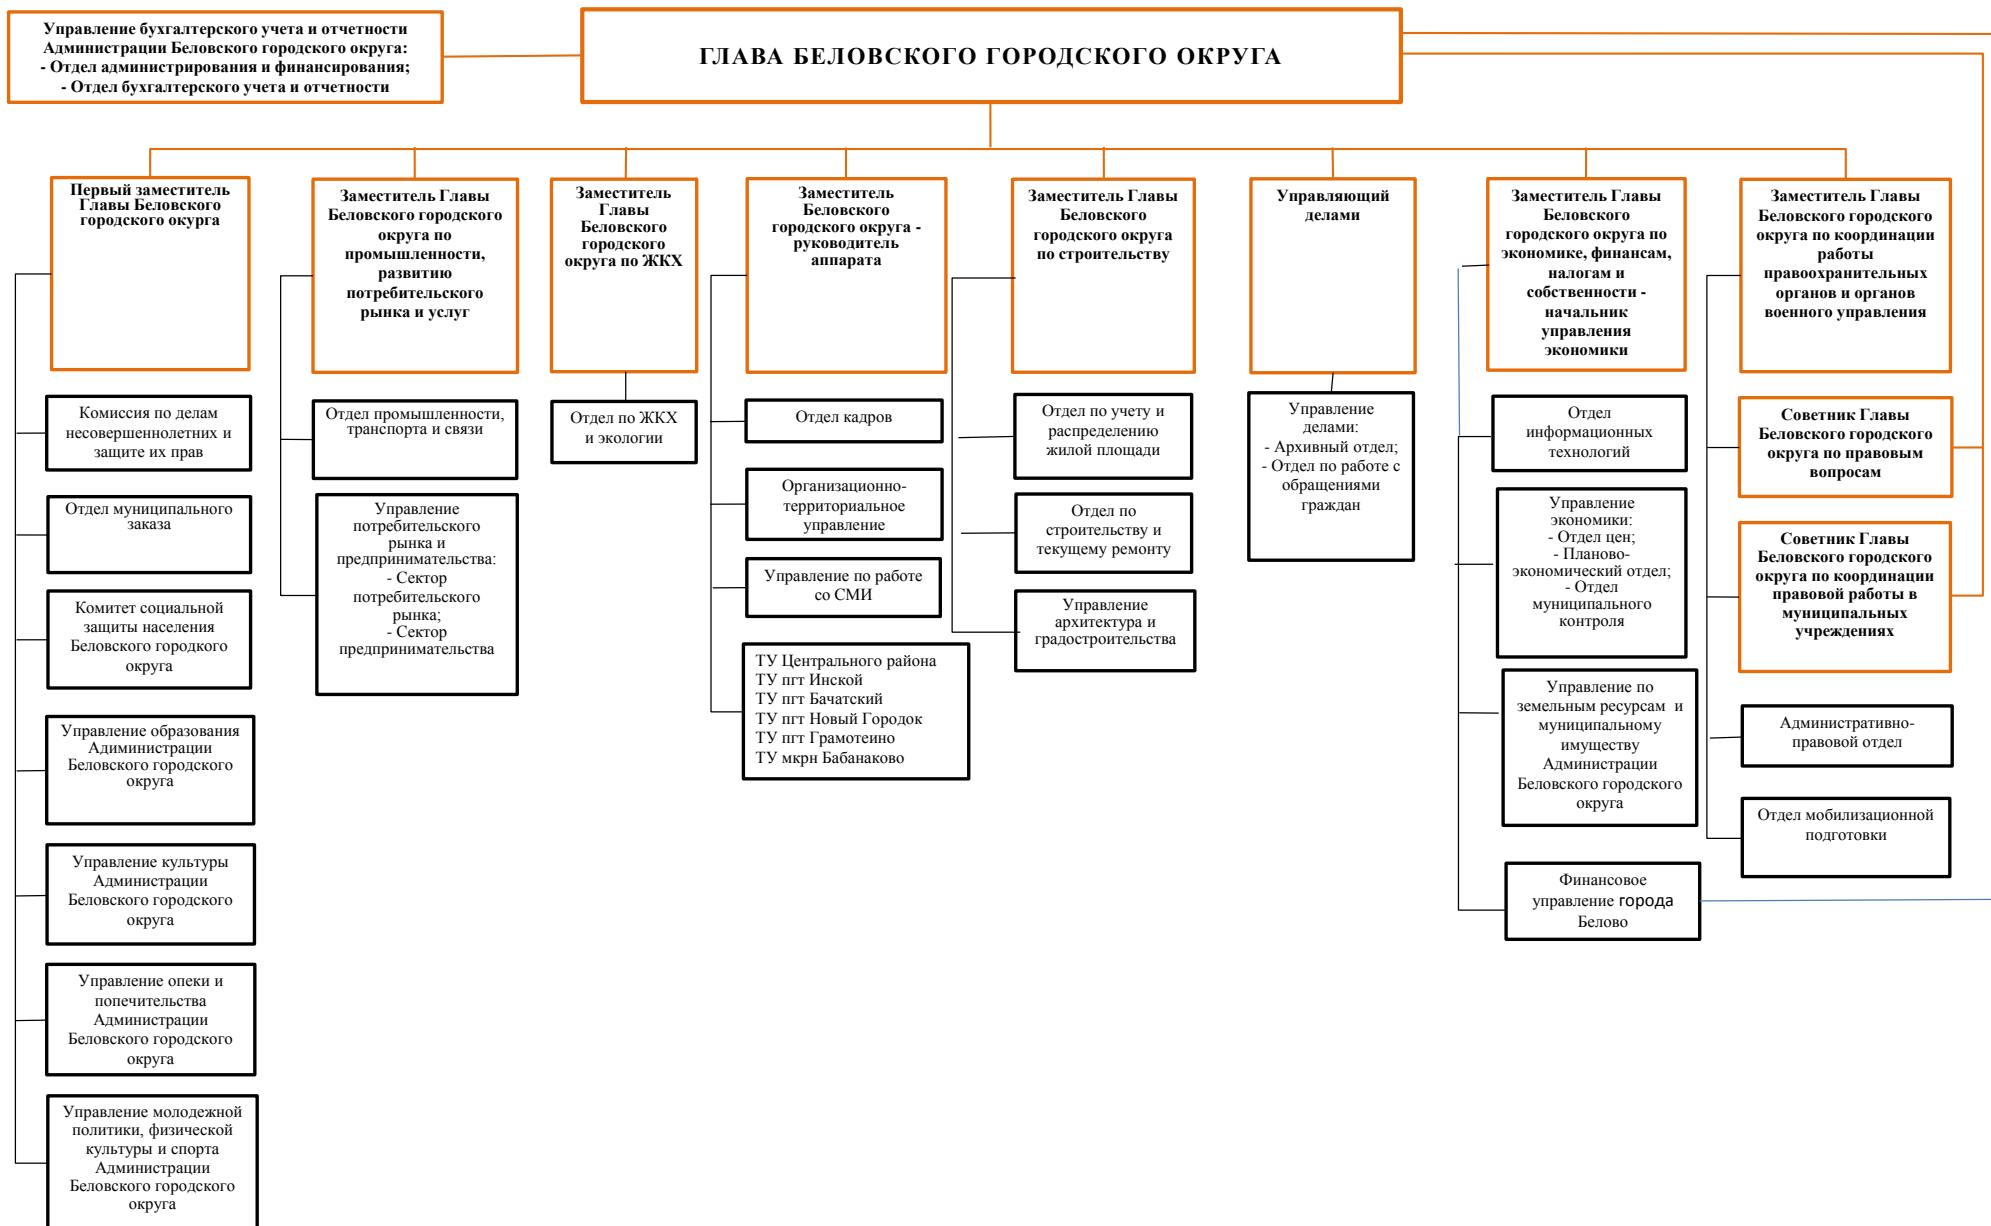 Управление бухгалтерского учета и отчетности
Администрации Беловского городского округа:
- Отдел администрирования и финансирования;
- Отдел бухгалтерского учета и отчетности
ГЛАВА БЕЛОВСКОГО ГОРОДСКОГО ОКРУГА
Первый заместитель
Главы Беловского
городского окурга
Заместитель Главы
Беловского городского
округа по
промышленности,
развитию
потребительского
рынка и услуг
Заместитель
Главы
Беловского
городского
округа по ЖКХ
Заместитель
Беловского
городского округа -
руководитель
аппарата
Заместитель Главы
Беловского
городского округа
по строительству
Управляющий
делами
Заместитель Главы
Беловского
городского округа по
экономике, финансам,
налогам и
собственности -
начальник
управления
экономики
Заместитель Главы
Беловского городского
округа по координации
работы
правоохранительных
органов и органов
военного управления
Комиссия по делам
несовершеннолетних и
защите их прав
Отдел муниципального
заказа
Комитет социальной
защиты населения
Беловского городкого
округа
Управление образования
Адиминистрации
Беловского городского
округа
Управление культуры
Администрации
Беловского городского
округа
Управление опеки и
попечительства
Администрации
Беловского городского
округа
Управление молодежной
политики, физической
культуры и спорта
Администрации
Беловского городского
округа
Отдел промышленности,
транспорта и связи
Управление
потребительского
рынка и
предпринимательства:
- Сектор
потребительского
рынка;
- Сектор
предпринимательства
Отдел по ЖКХ
и экологии
Отдел кадров
Организационно-
территориальное
управление
Управление по работе
со СМИ
ТУ Центрального района
ТУ пгт Инской
ТУ пгт Бачатский
ТУ пгт Новый Городок
ТУ пгт Грамотеино
ТУ мкрн Бабанаково
Отдел по учету и
распределению
жилой площади
Отдел по
строительству и
текущему ремонту
Управление
архитектура и
градостроительства
Управление
делами:
- Архивный отдел;
- Отдел по работе с
обращениями
граждан
Отдел
информационных
технологий
Управление
экономики:
- Отдел цен;
- Планово-
экономический отдел;
- Отдел
муниципального
контроля
Управление по
земельным ресурсам и
муниципальному
имуществу
Администрации
Беловского городского
округа
Финансовое
управление города
Белово
Советник Главы
Беловского городского
округа по правовым
вопросам
Советник Главы
Беловского городского
округа по координации
правовой работы в
муниципальных
учреждениях
Административно-
правовой отдел
Отдел мобилизационной
подготовки